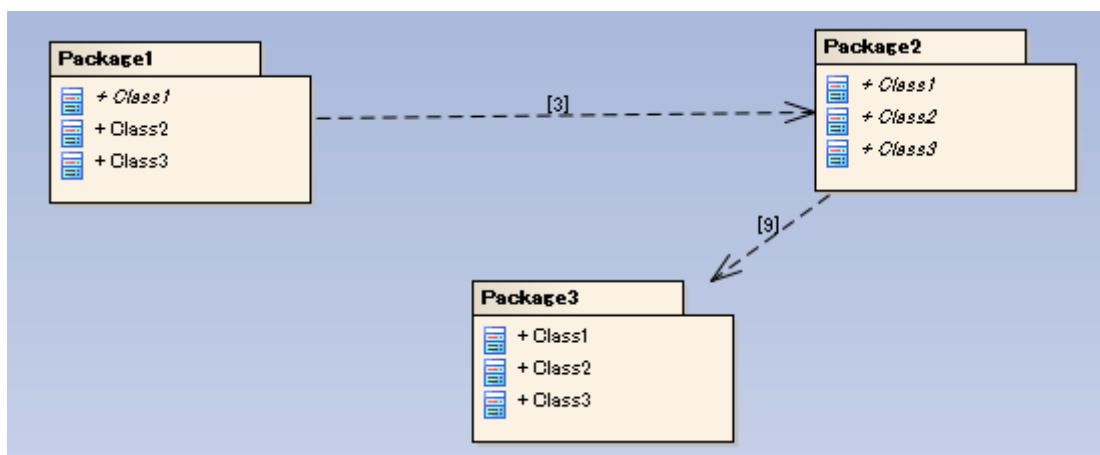 Package1
+ Class1
+ Class2
+ Class3
[3]
Package2
+ Class1
+ Class2
+ Class3
[9]
Package3
+ Class1
+ Class2
+ Class3